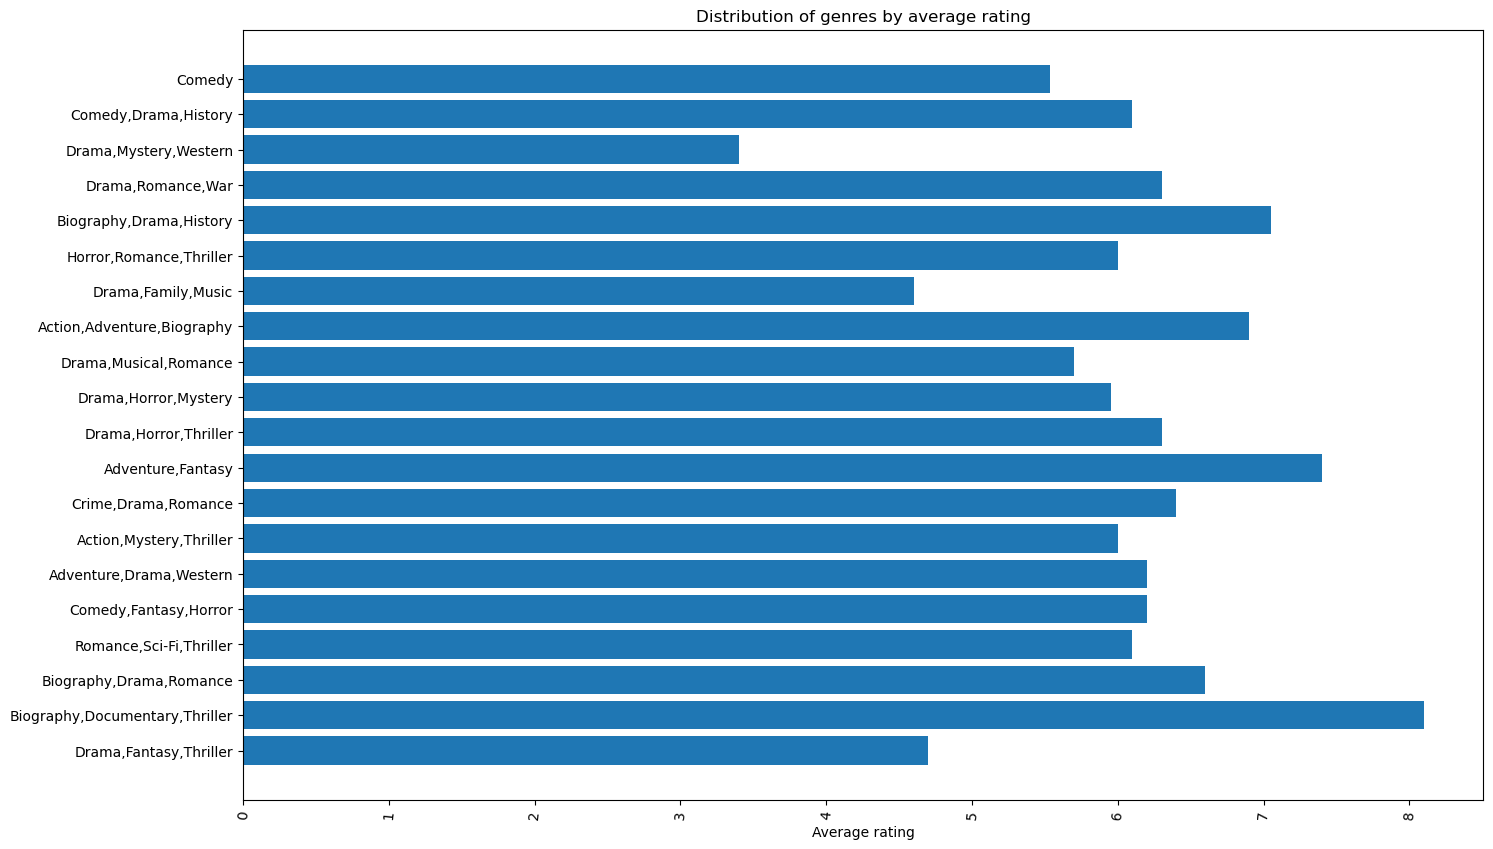 Distribution of genres by average rating
Comedy
Comedy,Drama,History
Drama,Mystery,Western
Drama,Romance,War
Biography,Drama,History
Horror,Romance,Thriller
Drama,Family,Music
Action,Adventure,Biography
Drama,Musical,Romance
Drama,Horror,Mystery
Drama,Horror,Thriller
Adventure,Fantasy
Crime,Drama,Romance
Action,Mystery,Thriller
Adventure,Drama,Western
Comedy,Fantasy,Horror
Romance,Sci-Fi,Thriller
Biography,Drama,Romance
Biography,Documentary,Thriller
Drama,Fantasy,Thriller
0 1 2 3 4 5 6 7 8
Average rating